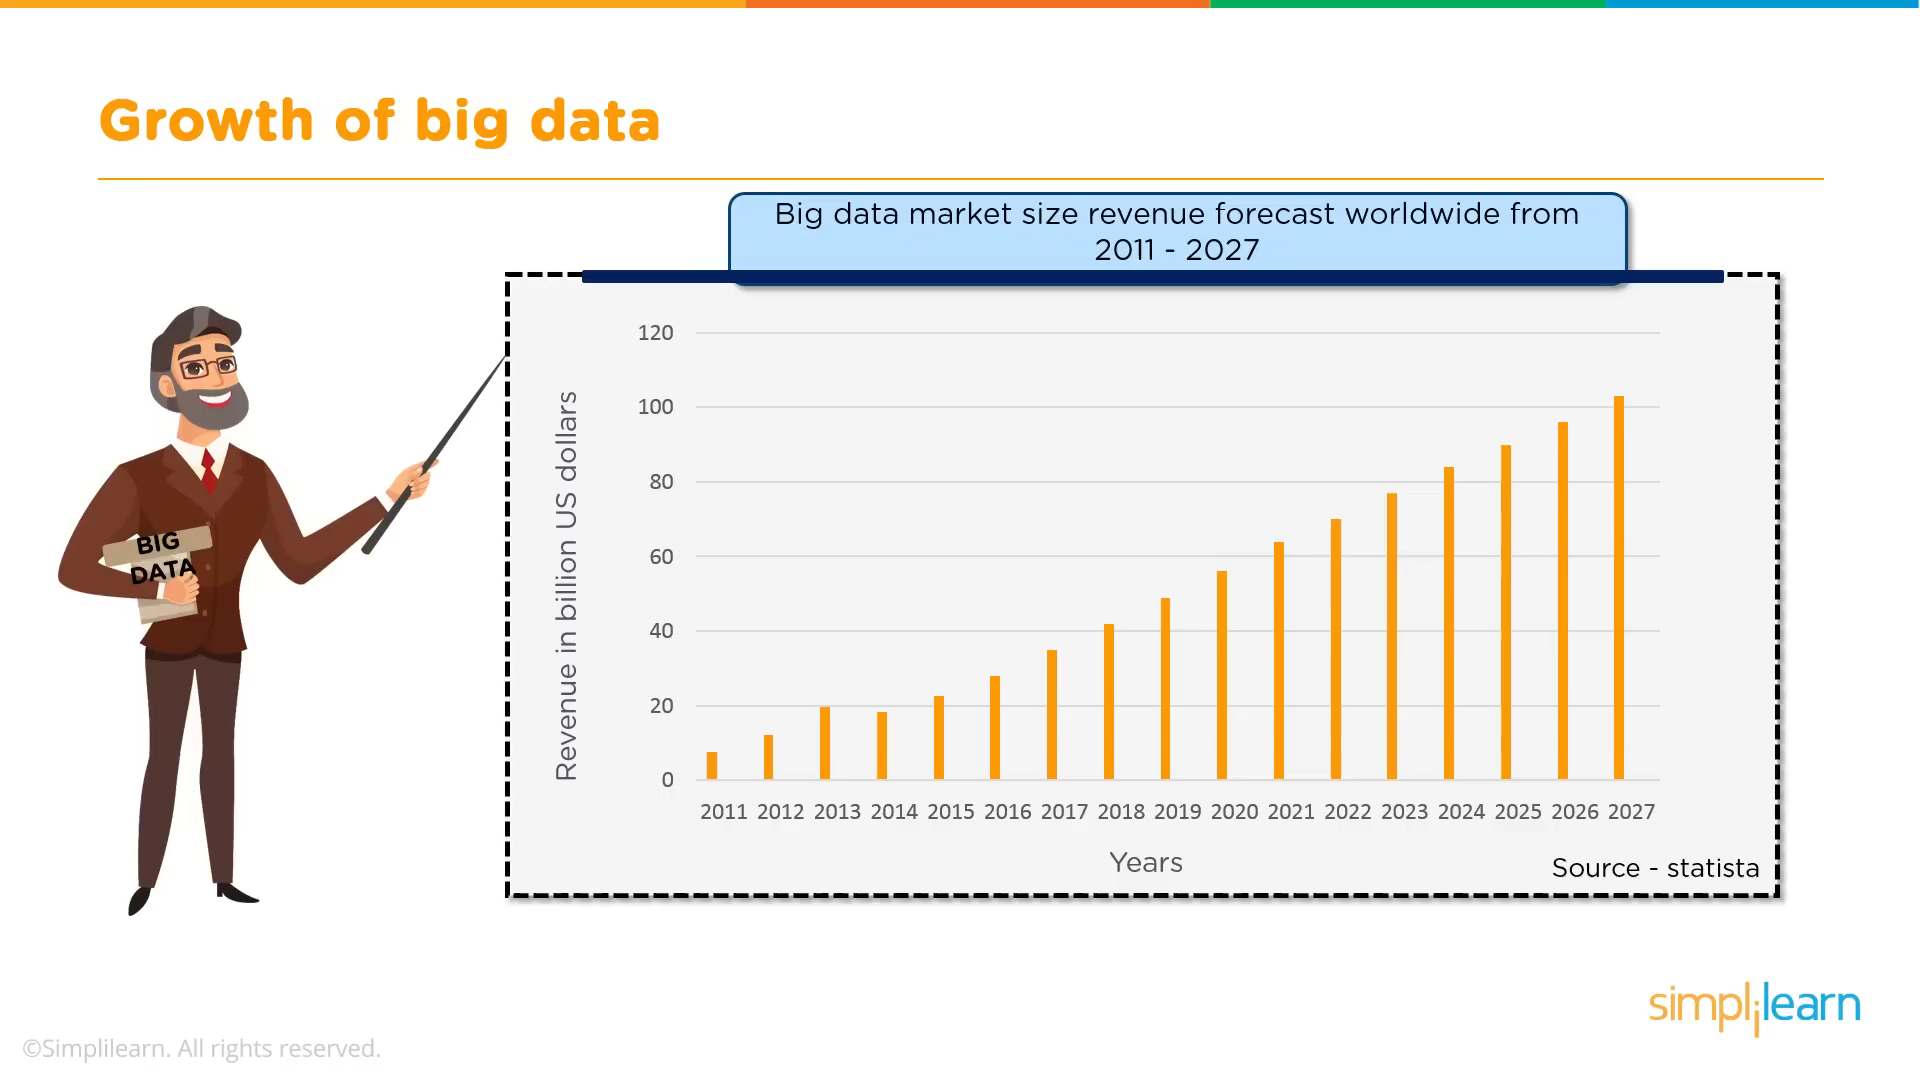 Growth of big data
Big data market size revenue forecast worldwide from
2011 - 2027
BIG
DATA
Revenue in billion US dollars
120
100
80
60
40
20
0
2011 2012 2013 2014 2015 2016 2017 2018 2019 2020 2021 2022 2023 2024 2025 2026 2027
Years
Source - statista
simplilearn
©Simplilearn. All rights reserved.